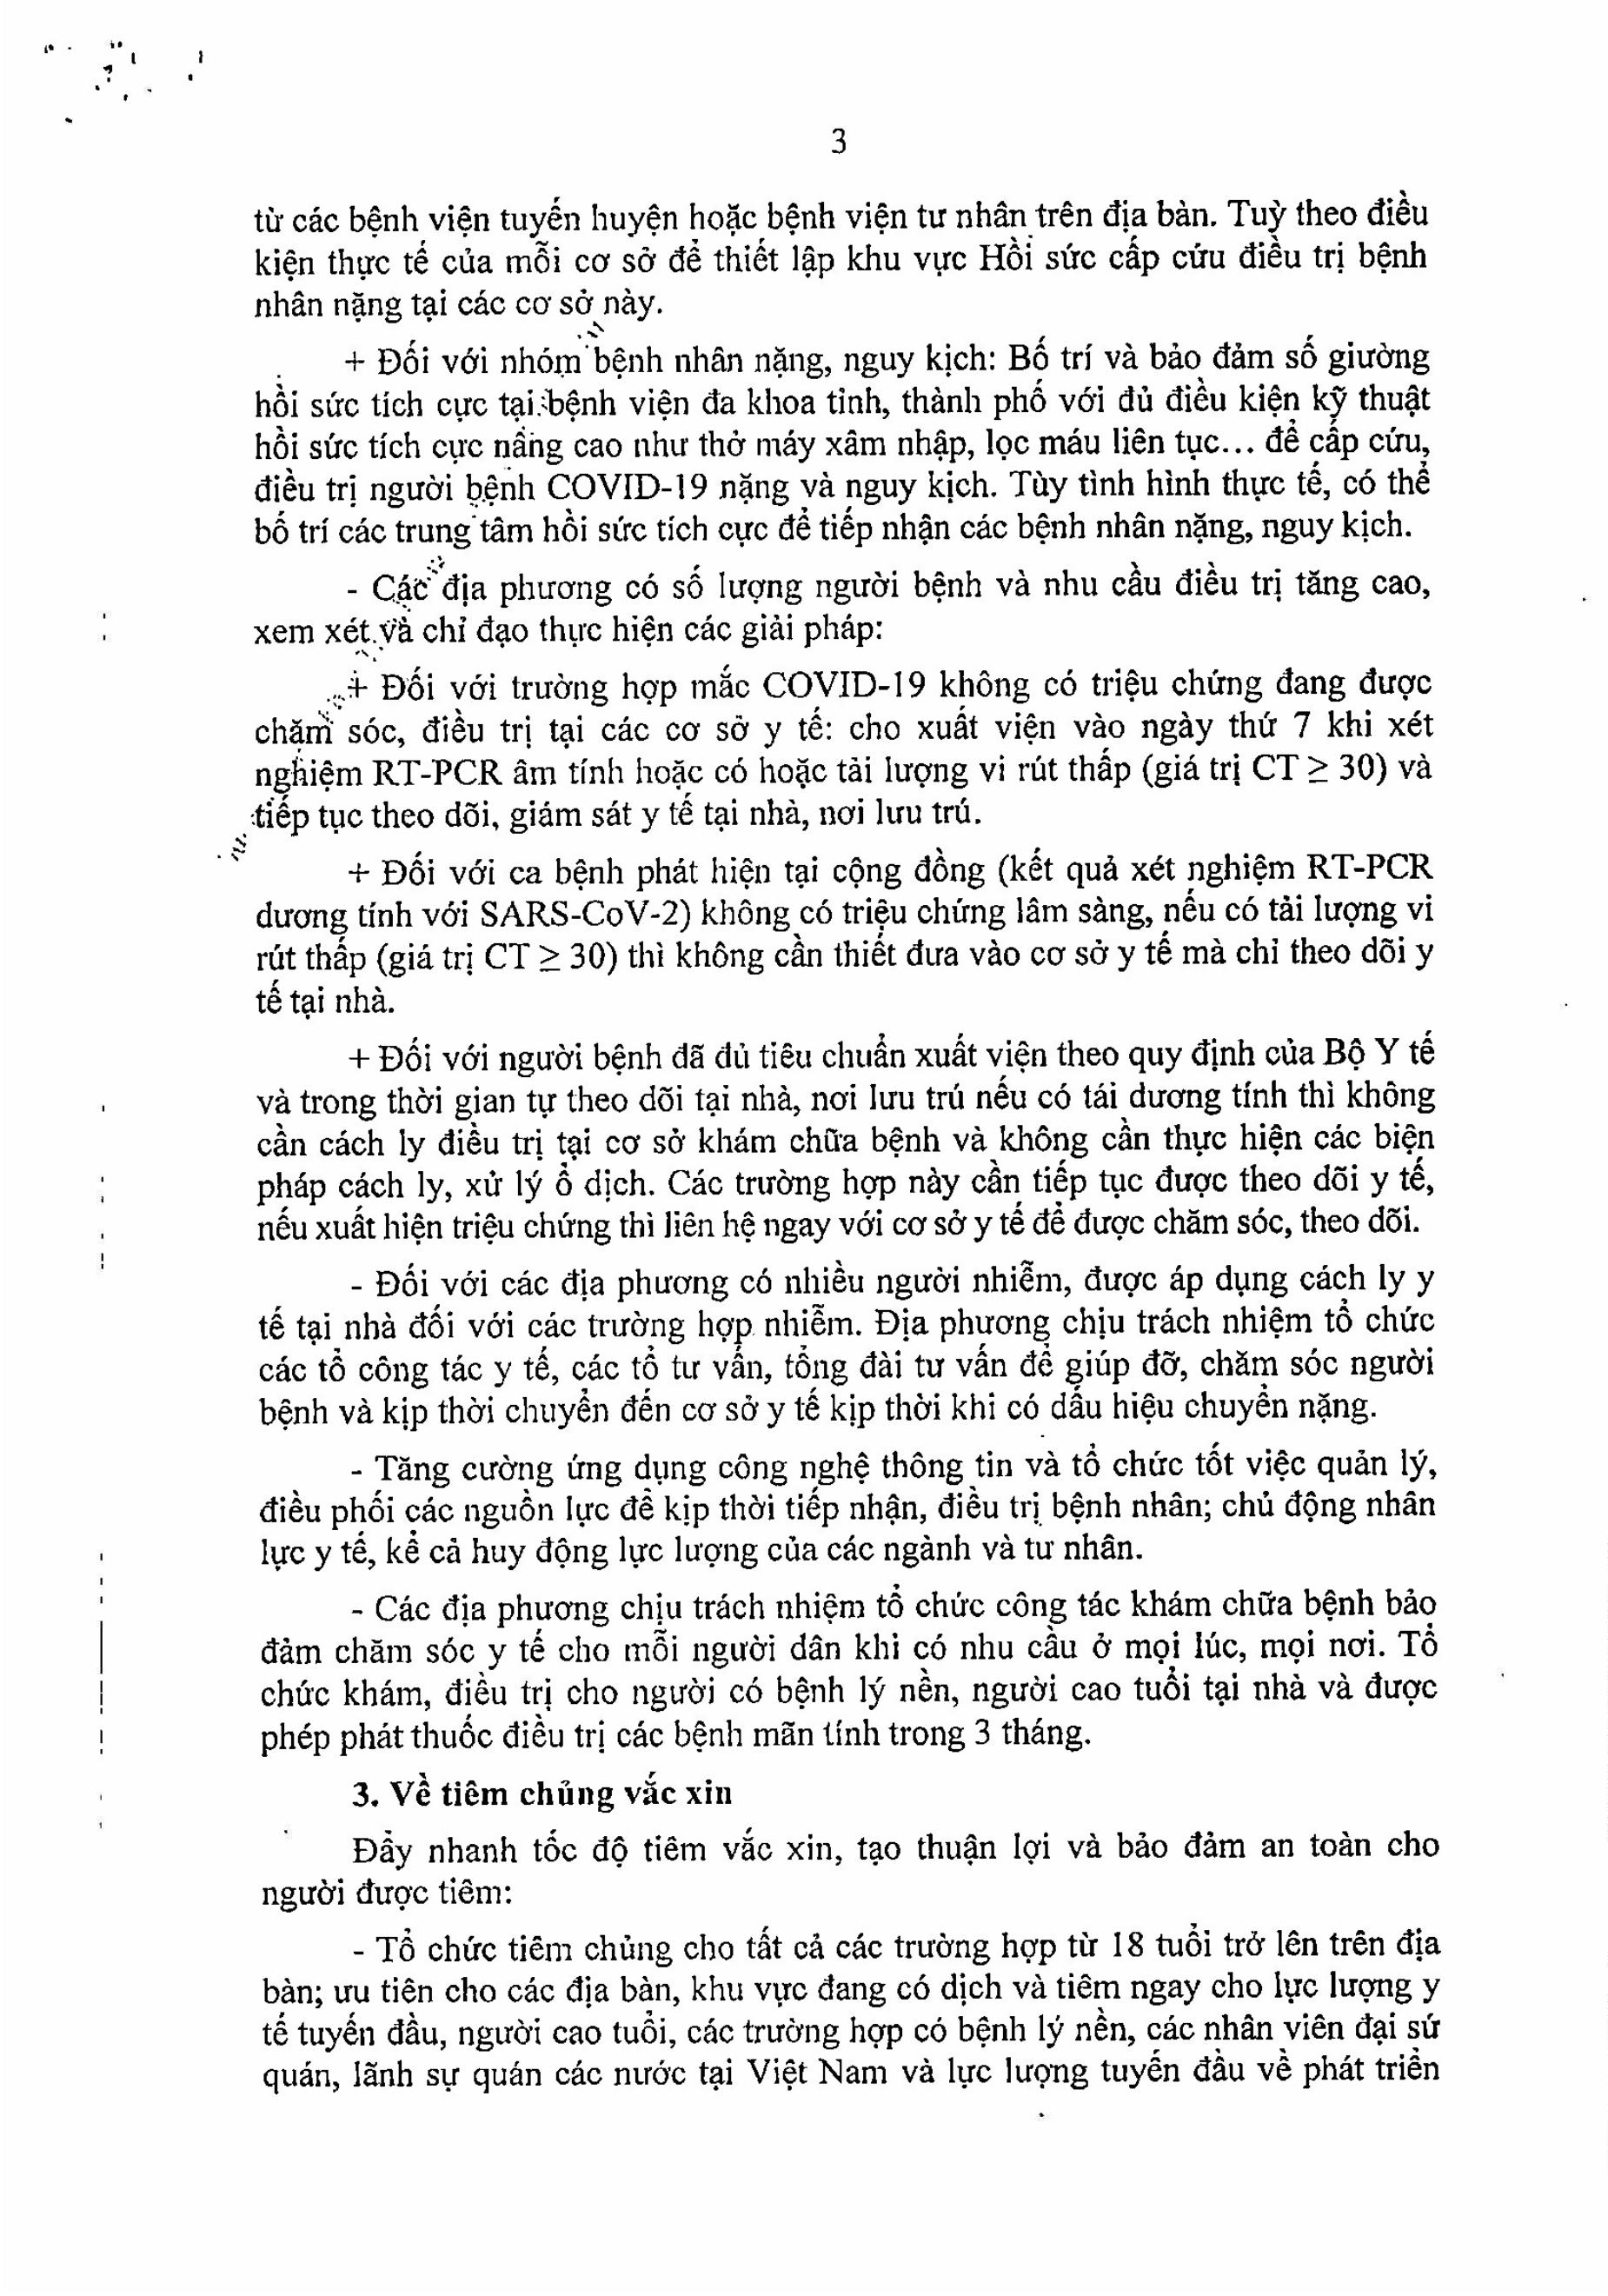 3
từ các bệnh viện tuyến huyện hoặc bệnh viện tư nhân trên địa bàn. Tuỳ theo điều
kiện thực tế của mỗi cơ sở để thiết lập khu vực Hồi sức cấp cứu điều trị bệnh
nhân nặng tại các cơ sở này.
+ Đối với nhóm bệnh nhân nặng, nguy kịch: Bố trí và bảo đảm số giường
hồi sức tích cực tại bệnh viện đa khoa tỉnh, thành phố với đủ điều kiện kỹ thuật
hồi sức tích cực nâng cao như thở máy xâm nhập, lọc máu liên tục... để cấp cứu,
điều trị người bệnh COVID-19 nặng và nguy kịch. Tùy tình hình thực tế, có thể
bố trí các trung tâm hồi sức tích cực để tiếp nhận các bệnh nhân nặng, nguy kịch.
- Các địa phương có số lượng người bệnh và nhu cầu điều trị tăng cao,
xem xét và chỉ đạo thực hiện các giải pháp:
+ Đối với trường hợp mắc COVID-19 không có triệu chứng đang được
chăm sóc, điều trị tại các cơ sở y tế: cho xuất viện vào ngày thứ 7 khi xét
nghiệm RT-PCR âm tính hoặc có hoặc tải lượng vi rút thấp (giá trị CT ≥ 30) và
tiếp tục theo dõi, giám sát y tế tại nhà, nơi lưu trú.
+ Đối với ca bệnh phát hiện tại cộng đồng (kết quả xét nghiệm RT-PCR
dương tính với SARS-CoV-2) không có triệu chứng lâm sàng, nếu có tải lượng vi
rút thấp (giá trị CT ≥ 30) thì không cần thiết đưa vào cơ sở y tế mà chỉ theo dõi y
tế tại nhà.
+ Đối với người bệnh đã đủ tiêu chuẩn xuất viện theo quy định của Bộ Y tế
và trong thời gian tự theo dõi tại nhà, nơi lưu trú nếu có tái dương tính thì không
cần cách ly điều trị tại cơ sở khám chữa bệnh và không cần thực hiện các biện
pháp cách ly, xử lý ổ dịch. Các trường hợp này cần tiếp tục được theo dõi y tế,
nếu xuất hiện triệu chứng thì liên hệ ngay với cơ sở y tế để được chăm sóc, theo dõi.
- Đối với các địa phương có nhiều người nhiễm, được áp dụng cách ly y
tế tại nhà đối với các trường hợp nhiễm. Địa phương chịu trách nhiệm tổ chức
các tổ công tác y tế, các tổ tư vấn, tổng đài tư vấn để giúp đỡ, chăm sóc người
bệnh và kịp thời chuyển đến cơ sở y tế kịp thời khi có dấu hiệu chuyển nặng.
- Tăng cường ứng dụng công nghệ thông tin và tổ chức tốt việc quản lý,
điều phối các nguồn lực để kịp thời tiếp nhận, điều trị bệnh nhân; chủ động nhân
lực y tế, kể cả huy động lực lượng của các ngành và tư nhân.
- Các địa phương chịu trách nhiệm tổ chức công tác khám chữa bệnh bảo
đảm chăm sóc y tế cho mỗi người dân khi có nhu cầu ở mọi lúc, mọi nơi. Tổ
chức khám, điều trị cho người có bệnh lý nền, người cao tuổi tại nhà và được
phép phát thuốc điều trị các bệnh mãn tính trong 3 tháng.
3. Về tiêm chủng vắc xin
Đẩy nhanh tốc độ tiêm vắc xin, tạo thuận lợi và bảo đảm an toàn cho
người được tiêm:
- Tổ chức tiêm chủng cho tất cả các trường hợp từ 18 tuổi trở lên trên địa
bàn; ưu tiên cho các địa bàn, khu vực đang có dịch và tiêm ngay cho lực lượng y
tế tuyến đầu, người cao tuổi, các trường hợp có bệnh lý nền, các nhân viên đại sứ
quán, lãnh sự quán các nước tại Việt Nam và lực lượng tuyến đầu về phát triển